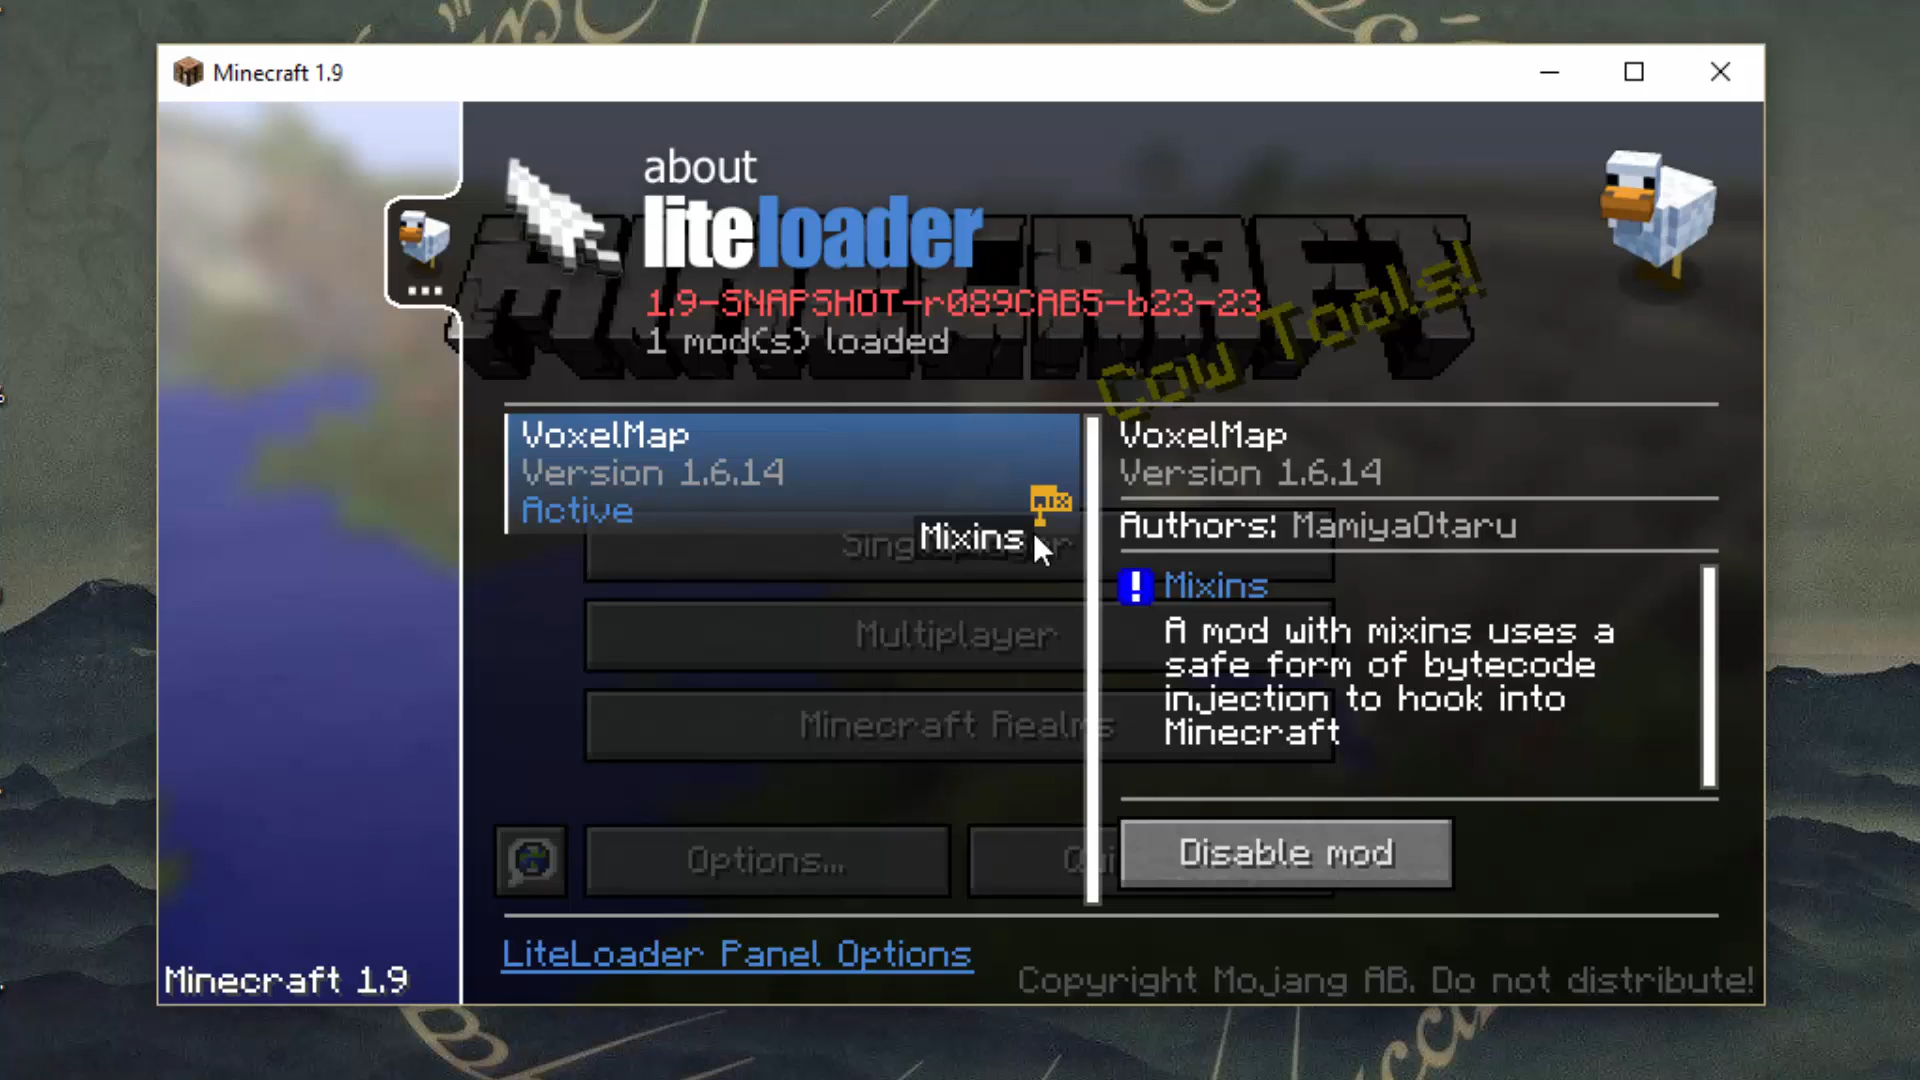 Minecraft 1.9
about
liteloader
MINECRAFT
1.9-SNAPSHOT-r089CAB5-b23-23
1 mod(s) loaded
Cow Tools!
VoxelMap
Version 1.6.14
Active
Mixins
VoxelMap
Version 1.6.14
Authors: MamiyaOtaru
! Mixins
A mod with mixins uses a
safe form of bytecode
injection to hook into
Minecraft
Multiplayer
Minecraft Realms
Options...
Disable mod
LiteLoader Panel Options
Minecraft 1.9
Copyright Mojang AB. Do not distribute!